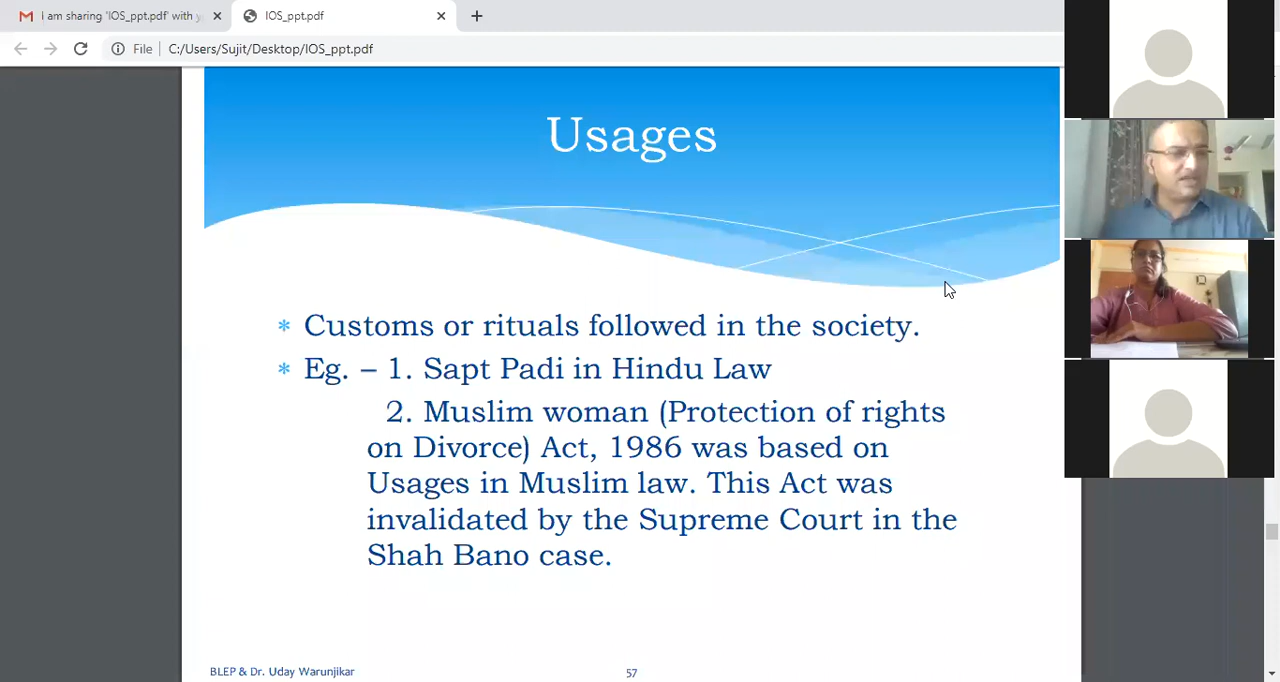 I am sharing 'IOS_ppt.pdf' with
IOS_ppt.pdf
File
C:/Users/Sujit/Desktop/IOS_ppt.pdf
Usages
* Customs or rituals followed in the society.
* Eg. – 1. Sapt Padi in Hindu Law
2. Muslim woman (Protection of rights
on Divorce) Act, 1986 was based on
Usages in Muslim law. This Act was
invalidated by the Supreme Court in the
Shah Bano case.
BLEP & Dr. Uday Warunjikar
57